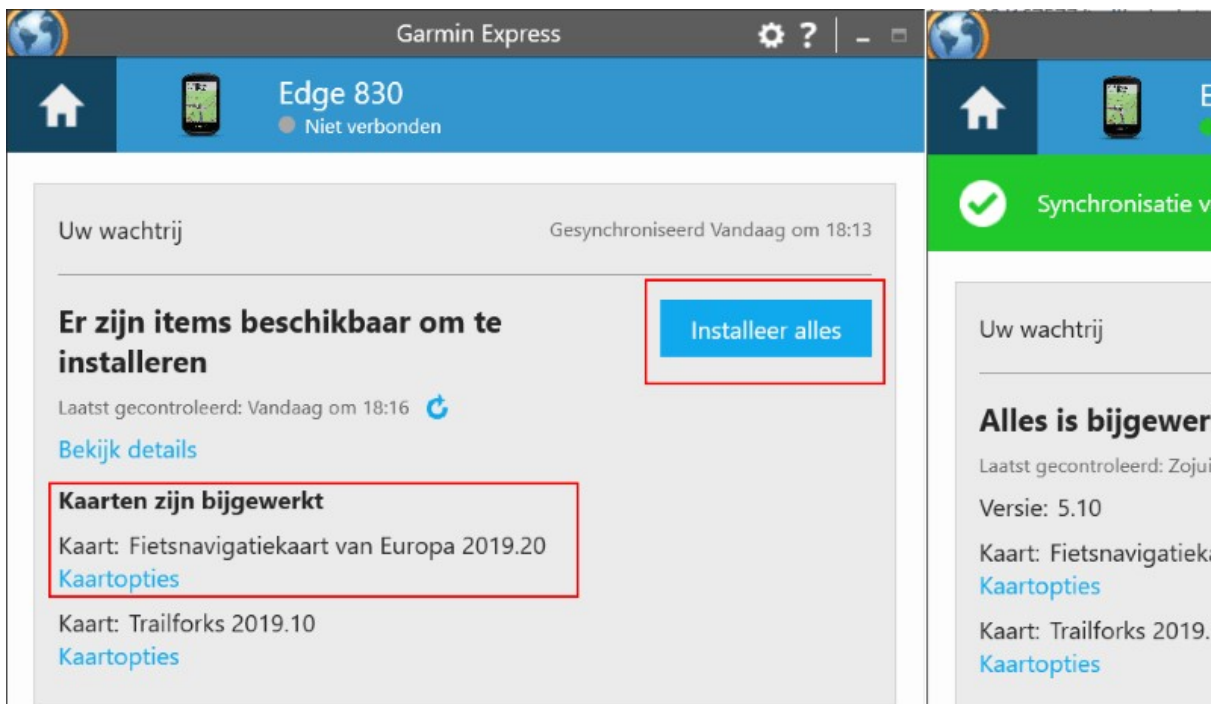 Garmin Express
?
Edge 830
Niet verbonden
Uw wachtrij
Gesynchroniseerd Vandaag om 18:13
Er zijn items beschikbaar om te
installeren
Installeer alles
Laatst gecontroleerd: Vandaag om 18:16
Bekijk details
Kaarten zijn bijgewerkt
Kaart: Fietsnavigatiekaart van Europa 2019.20
Kaartopties
Kaart: Trailforks 2019.10
Kaartopties
Synchronisatie v
Uw wachtrij
Alles is bijgewer
Laatst gecontroleerd: Zojui
Versie: 5.10
Kaart: Fietsnavigatieka
Kaartopties
Kaart: Trailforks 2019.
Kaartopties